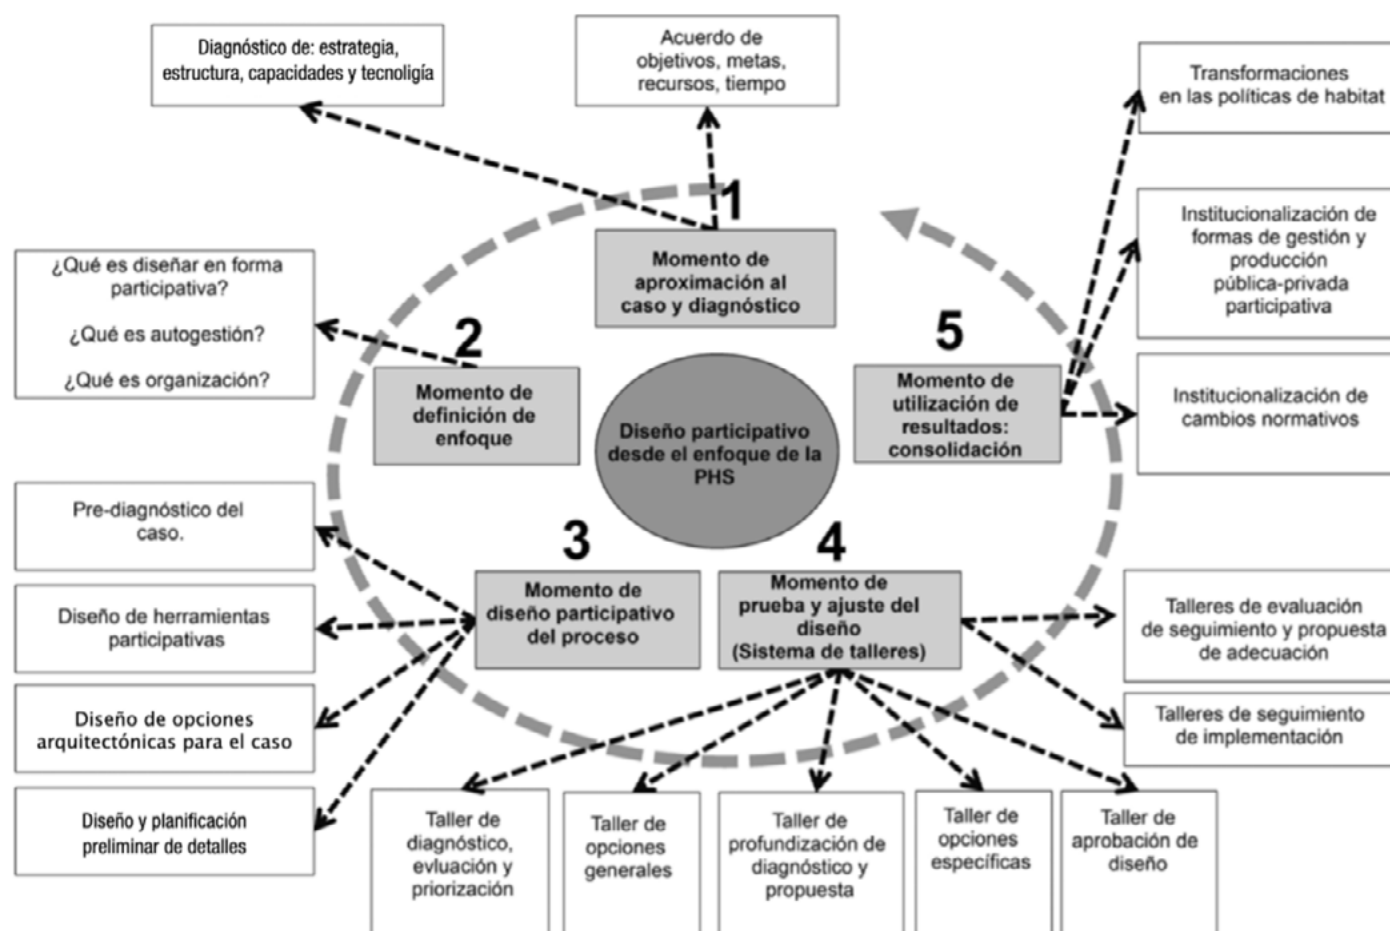 Diagnóstico de: estrategia,
estructura, capacidades y tecnoligía
Acuerdo de
objetivos, metas,
recursos, tiempo
Transformaciones
en las políticas de habitat
1
Momento de
aproximación al
caso y diagnóstico
Institucionalización de
formas de gestión y
producción
pública-privada
participativa
¿Qué es diseñar en forma
participativa?
¿Qué es autogestión?
¿Qué es organización?
2
Momento de
definición de
enfoque
5
Momento de
utilización de
resultados:
consolidación
Institucionalización de
cambios normativos
Diseño participativo
desde el enfoque de la
PHS
Pre-diagnóstico del
caso.
Diseño de herramientas
participativas
Diseño de opciones
arquitectónicas para el caso
Diseño y planificación
preliminar de detalles
3
Momento de
diseño participativo
del proceso
4
Momento de
prueba y ajuste del
diseño
(Sistema de talleres)
Talleres de evaluación
de seguimiento y propuesta
de adecuación
Talleres de seguimiento
de implementación
Taller de
diagnóstico,
evluación y
priorización
Taller de
opciones
generales
Taller de
profundización de
diagnóstico y
propuesta
Taller de
opciones
específicas
Taller de
aprobación de
diseño